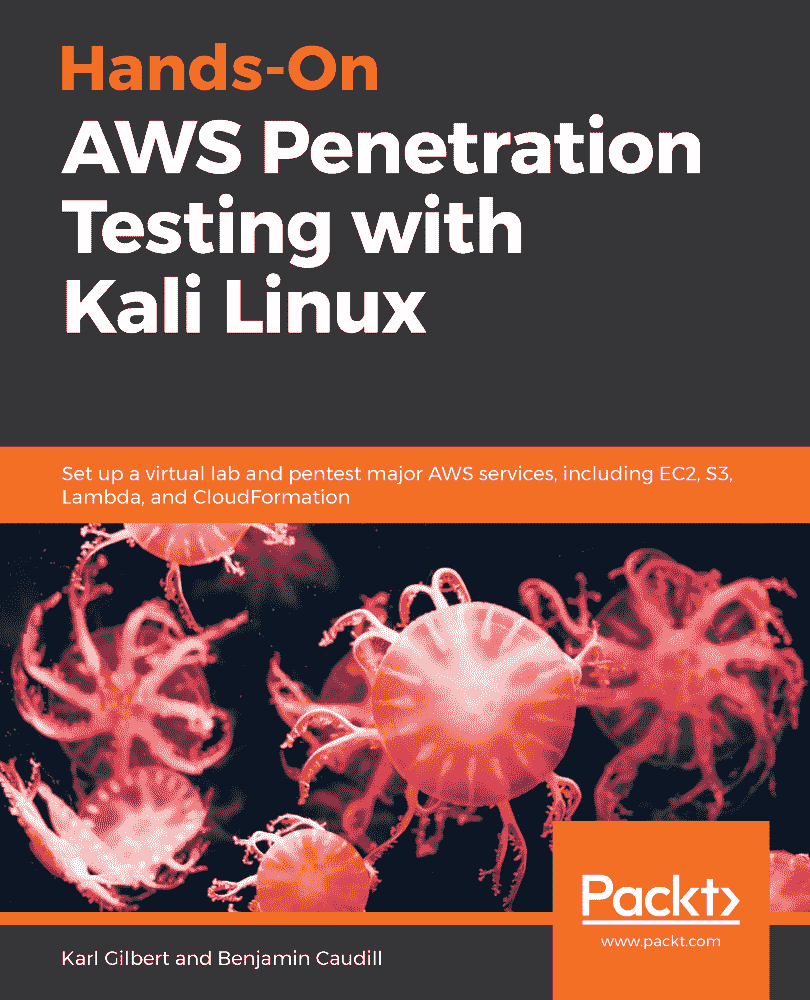 Hands-On
AWS Penetration
Testing with
Kali Linux
Set up a virtual lab and pentest major AWS services, including EC2, S3,
Lambda, and CloudFormation
Packt>
www.packt.com
Karl Gilbert and Benjamin Caudill